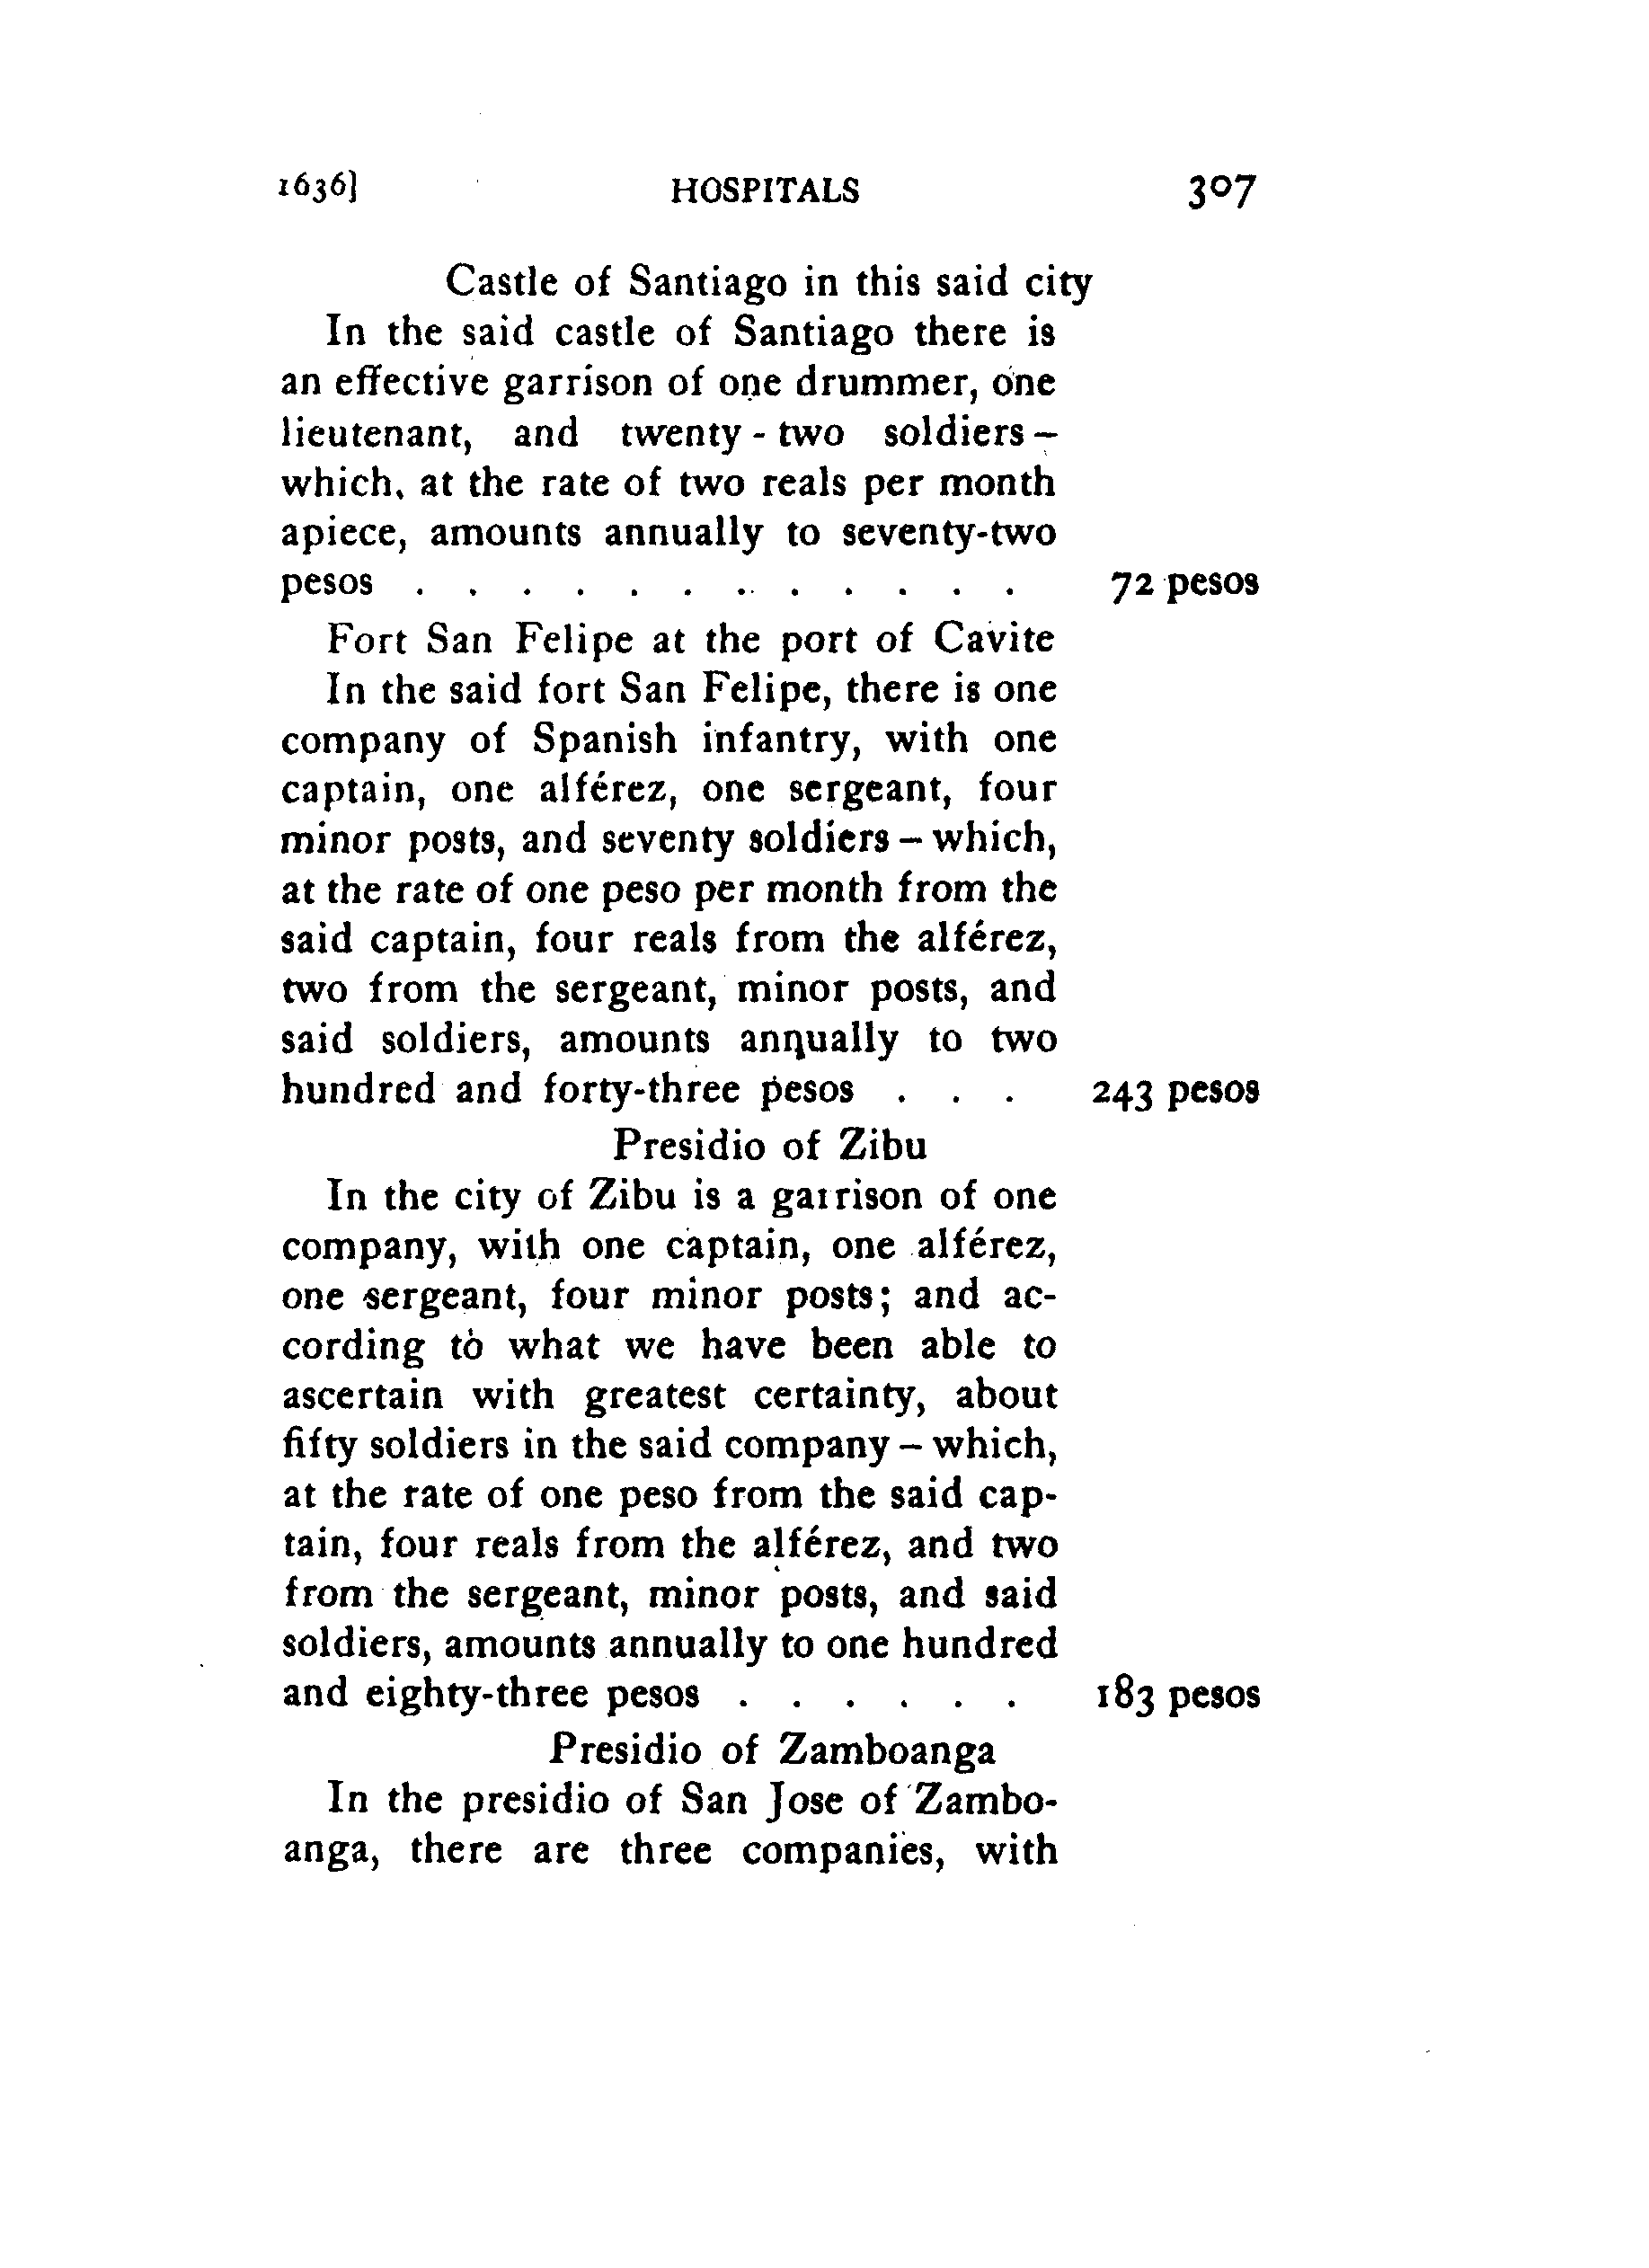 1636] HOSPITALS 307
Castle of Santiago in this said city
In the said castle of Santiago there is
an effective garrison of one drummer, one
lieutenant, and twenty-two soldiers –
which, at the rate of two reals per month
apiece, amounts annually to seventy-two
pesos . . . . . . . . . . . . 72 pesos
Fort San Felipe at the port of Cavite
In the said fort San Felipe, there is one
company of Spanish infantry, with one
captain, one alférez, one sergeant, four
minor posts, and seventy soldiers – which,
at the rate of one peso per month from the
said captain, four reals from the alférez,
two from the sergeant, minor posts, and
said soldiers, amounts annually to two
hundred and forty-three pesos . . . 243 pesos
Presidio of Zibu
In the city of Zibu is a garrison of one
company, with one captain, one alférez,
one sergeant, four minor posts; and ac-
cording to what we have been able to
ascertain with greatest certainty, about
fifty soldiers in the said company – which,
at the rate of one peso from the said cap-
tain, four reals from the alférez, and two
from the sergeant, minor posts, and said
soldiers, amounts annually to one hundred
and eighty-three pesos . . . . . . 183 pesos
Presidio of Zamboanga
In the presidio of San Jose of Zambo-
anga, there are three companies, with